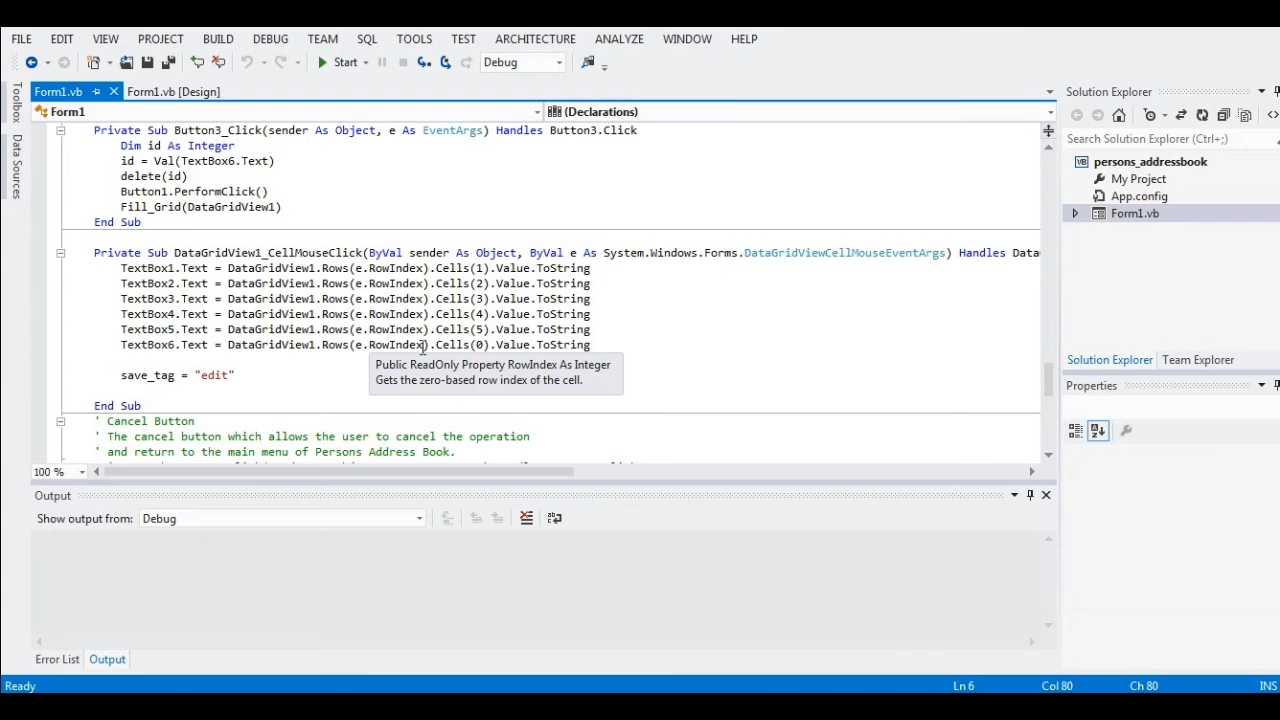 FILE EDIT VIEW PROJECT BUILD DEBUG TEAM SQL TOOLS TEST ARCHITECTURE ANALYZE WINDOW HELP
Start Debug
Toolbox
Data Sources
Form1.vb Form1.vb [Design]
Form1 (Declarations)
Private Sub Button3_Click(sender As Object, e As EventArgs) Handles Button3.Click
Dim id As Integer
id = Val(TextBox6.Text)
delete(id)
Button1.PerformClick()
Fill_Grid(DataGridView1)
End Sub
Private Sub DataGridView1_CellMouseClick(ByVal sender As Object, ByVal e As System.Windows.Forms.DataGridViewCellMouseEventArgs) Handles Data
TextBox1.Text = DataGridView1.Rows(e.RowIndex).Cells(1).Value.ToString
TextBox2.Text = DataGridView1.Rows(e.RowIndex).Cells(2).Value.ToString
TextBox3.Text = DataGridView1.Rows(e.RowIndex).Cells(3).Value.ToString
TextBox4.Text = DataGridView1.Rows(e.RowIndex).Cells(4).Value.ToString
TextBox5.Text = DataGridView1.Rows(e.RowIndex).Cells(5).Value.ToString
TextBox6.Text = DataGridView1.Rows(e.RowIndex).Cells(0).Value.ToString
Public ReadOnly Property RowIndex As Integer
Gets the zero-based row index of the cell.
save_tag = "edit"
End Sub
' Cancel Button
' The cancel button which allows the user to cancel the operation
' and return to the main menu of Persons Address Book.
100 %
Output
Show output from: Debug
Error List Output
Solution Explorer
Search Solution Explorer (Ctrl+;)
persons_addressbook
My Project
App.config
Form1.vb
Solution Explorer Team Explorer
Properties
Ready Ln 6 Col 80 Ch 80 INS